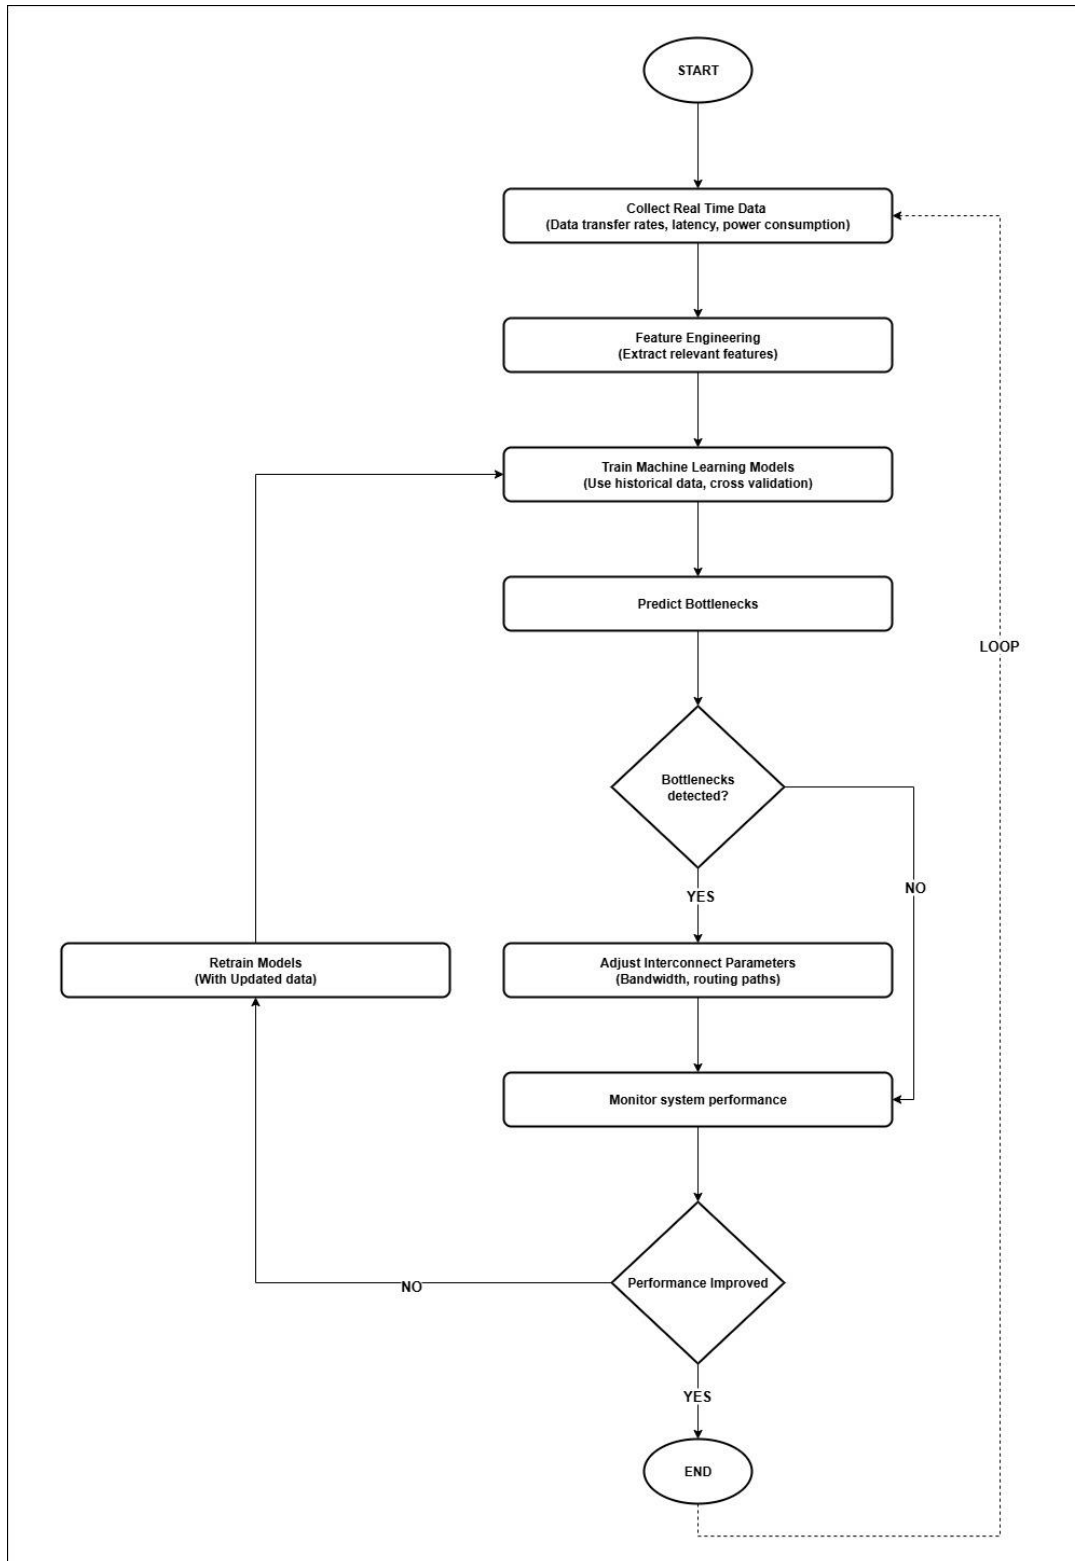 START
Collect Real Time Data
(Data transfer rates, latency, power consumption)
Feature Engineering
(Extract relevant features)
Train Machine Learning Models
(Use historical data, cross validation)
Predict Bottlenecks
LOOP
Bottlenecks
detected?
NO
YES
Retrain Models
(With Updated data)
Adjust Interconnect Parameters
(Bandwidth, routing paths)
Monitor system performance
Performance Improved
NO
YES
END